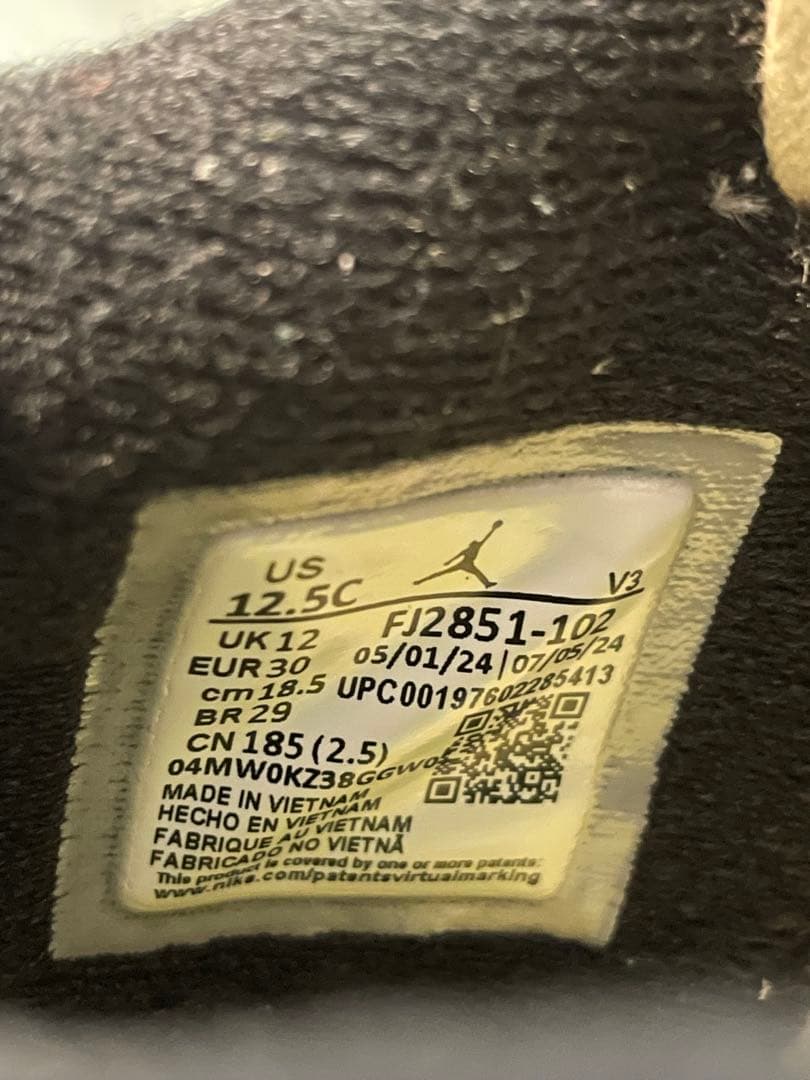 US
12.5C
V3
UK 12
FJ2851-102
EUR 30
05/01/24|07/05/24
cm 18.5
UPC00197602285413
BR 29
CN 185 (2.5)
04MW0KZ38GGW0
MADE IN VIETNAM
HECHO EN VIETNAM
FABRIQUE AU VIETNAM
FABRICADO NO VIETNÃ
This product is covered by one or more patents:
www.nike.com/patentsvirtualmarking